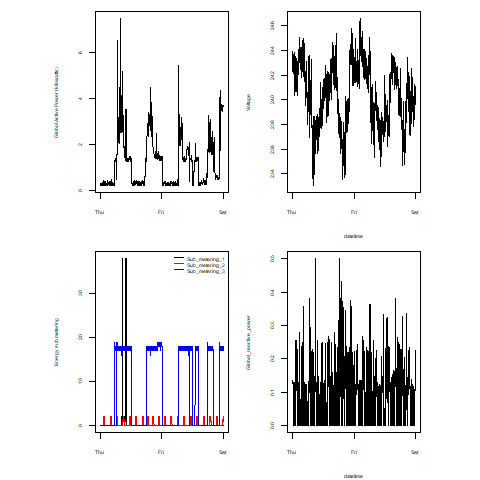 Global Active Power (kilowatts)
6
4
2
0
Thu
Fri
Sat
Voltage
246
244
242
240
238
236
234
Thu
Fri
Sat
datetime
Energy sub metering
30
20
10
0
Sub_metering_1
Sub_metering_2
Sub_metering_3
Thu
Fri
Sat
Global_reactive_power
0.5
0.4
0.3
0.2
0.1
0.0
Thu
Fri
Sat
datetime